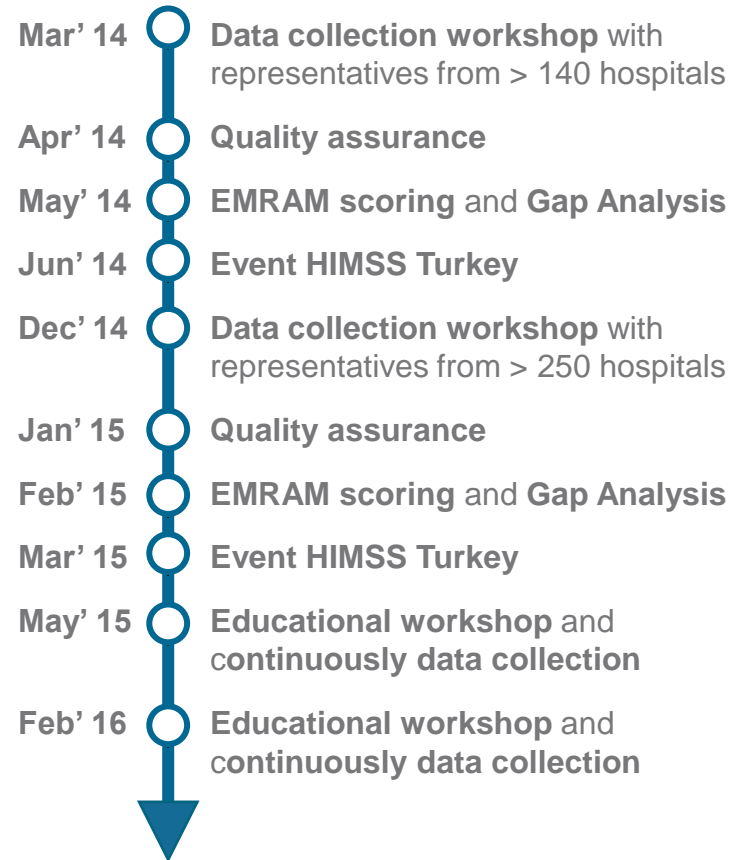 Mar’ 14 Data collection workshop with
representatives from > 140 hospitals
Apr’ 14 Quality assurance
May’ 14 EMRAM scoring and Gap Analysis
Jun’ 14 Event HIMSS Turkey
Dec’ 14 Data collection workshop with
representatives from > 250 hospitals
Jan’ 15 Quality assurance
Feb’ 15 EMRAM scoring and Gap Analysis
Mar’ 15 Event HIMSS Turkey
May’ 15 Educational workshop and
continuously data collection
Feb’ 16 Educational workshop and
continuously data collection